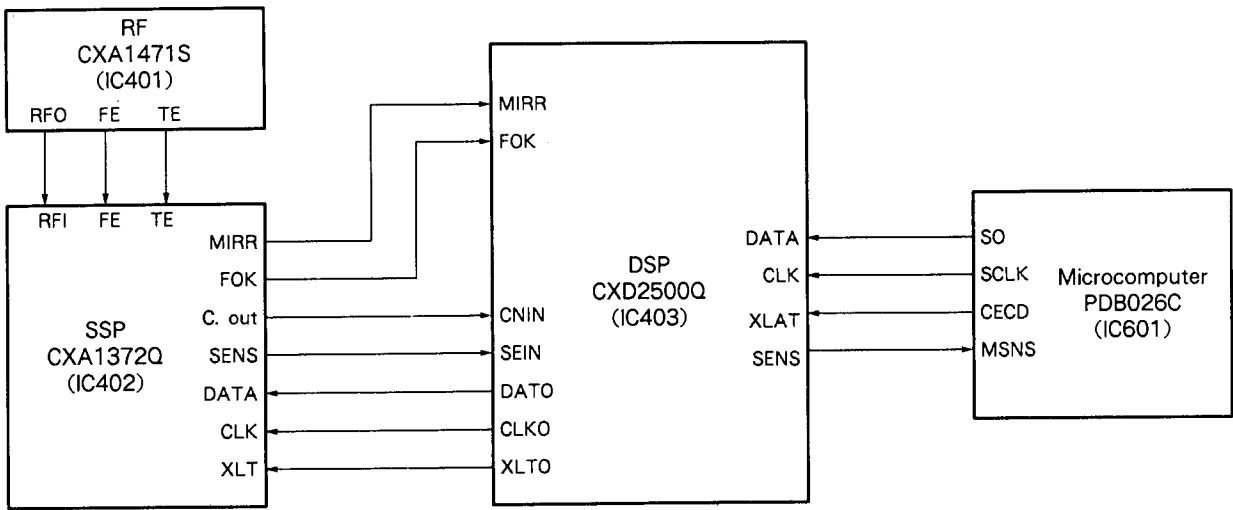 RF
CXA1471S
(IC401)
RFO FE TE
RFI FE TE
MIRR
FOK
C. out
SENS
DATA
CLK
XLT
SSP
CXA1372Q
(IC402)
MIRR
FOK
CNIN
SEIN
DATO
CLKO
XLTO
DSP
CXD2500Q
(IC403)
DATA
CLK
XLAT
SENS
SO
SCLK
CECD
MSNS
Microcomputer
PDB026C
(IC601)